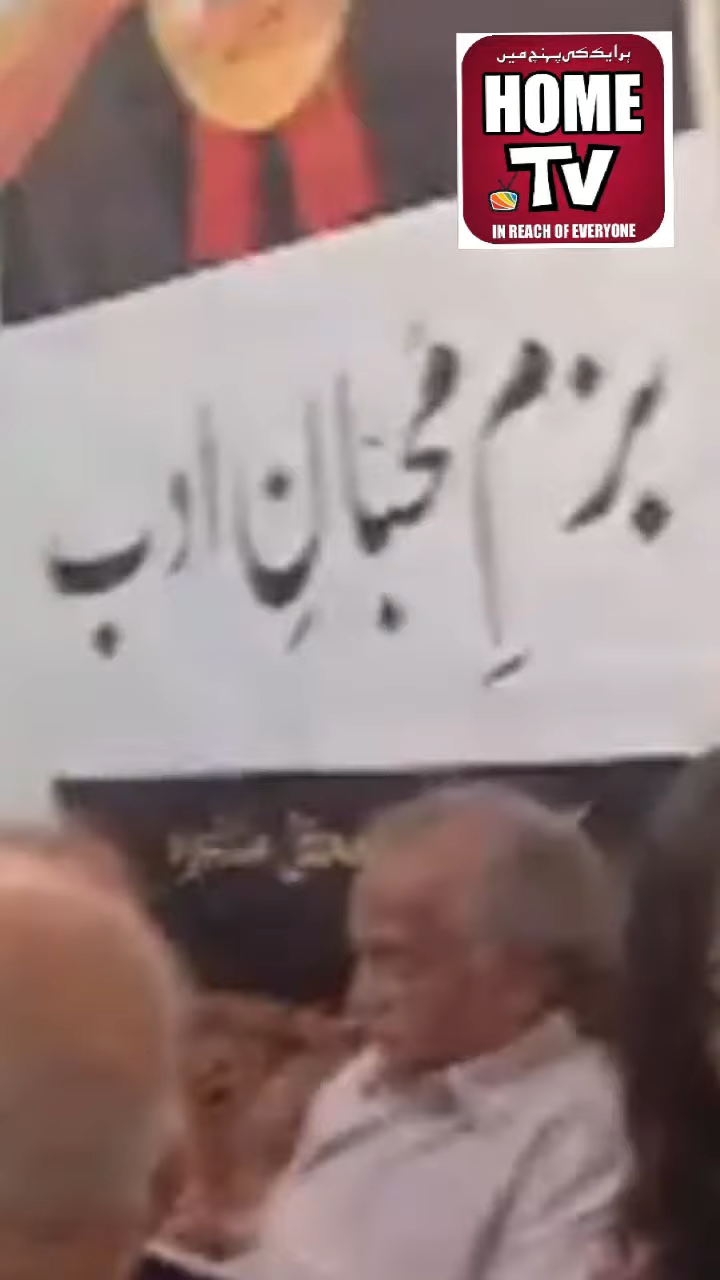 ہر ایک کی پہنچ میں
HOME
TV
IN REACH OF EVERYONE
بزمِ محبانِ ادب